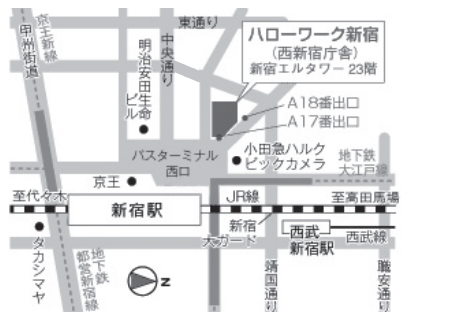 東通り
京王新線
甲州街道
中央通り
明治安田生命
ビル
ハローワーク新宿
（西新宿庁舎）
新宿エルタワー 23階
A18番出口
A17番出口
バスターミナル
西口
小田急ハルク
ビックカメラ
地下鉄
大江戸線
京王
至代々木
JR線
至高田馬場
新宿駅
新宿
大ガード
西武
新宿駅
西武線
タカシマヤ
地下鉄
都営新宿線
N
靖国通り
職安通り